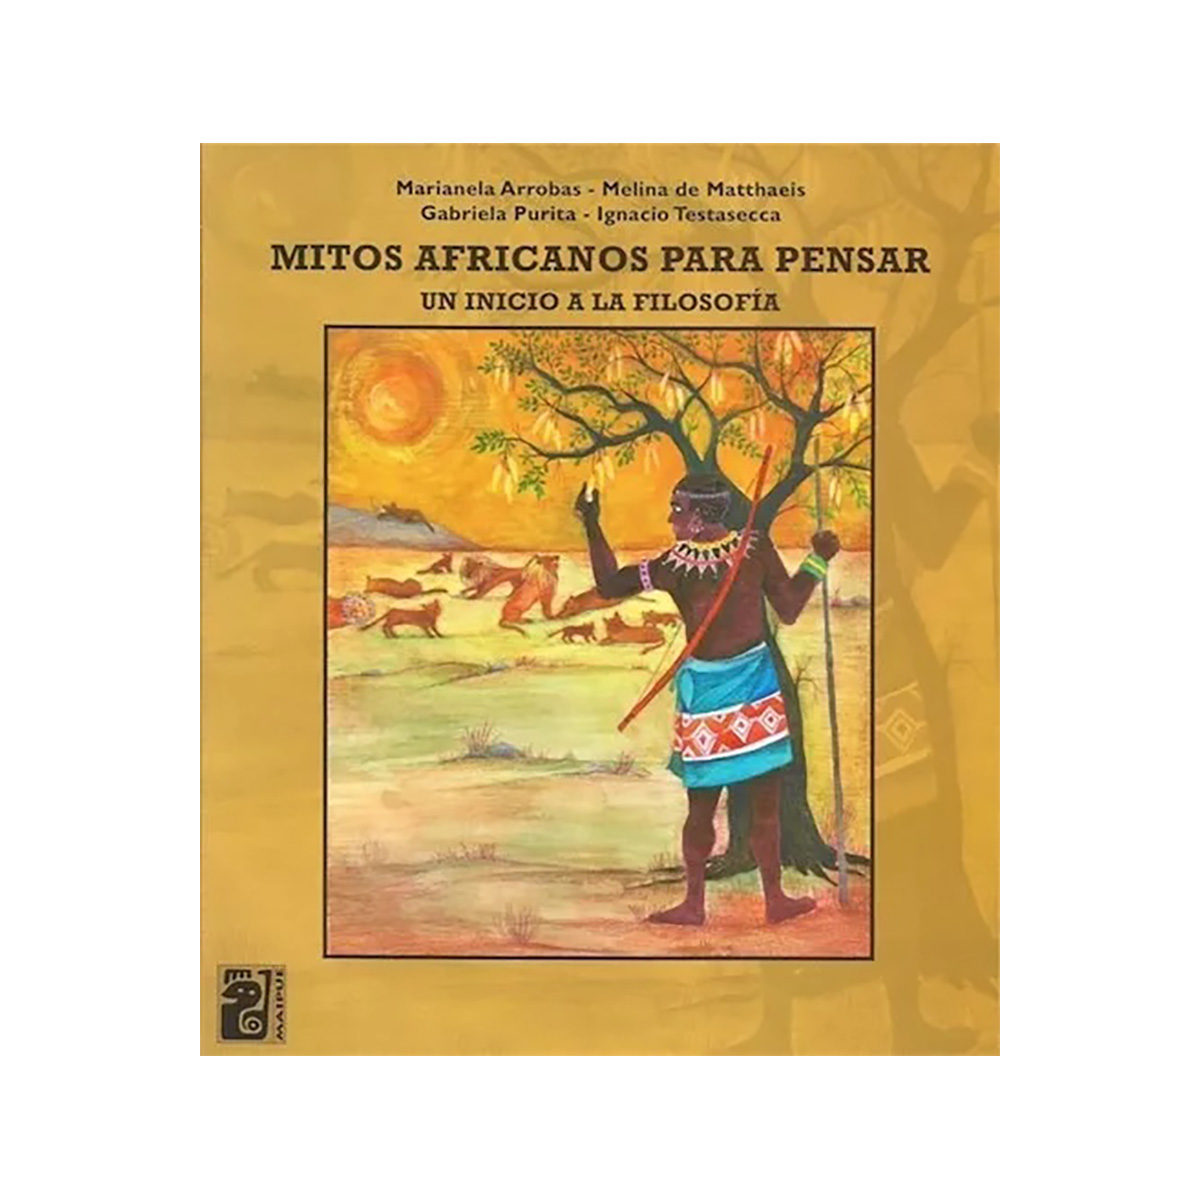 Marianela Arrobas - Melina de Matthaeis
Gabriela Purita - Ignacio Testasecca
MITOS AFRICANOS PARA PENSAR
UN INICIO A LA FILOSOFÍA
MAIPUE